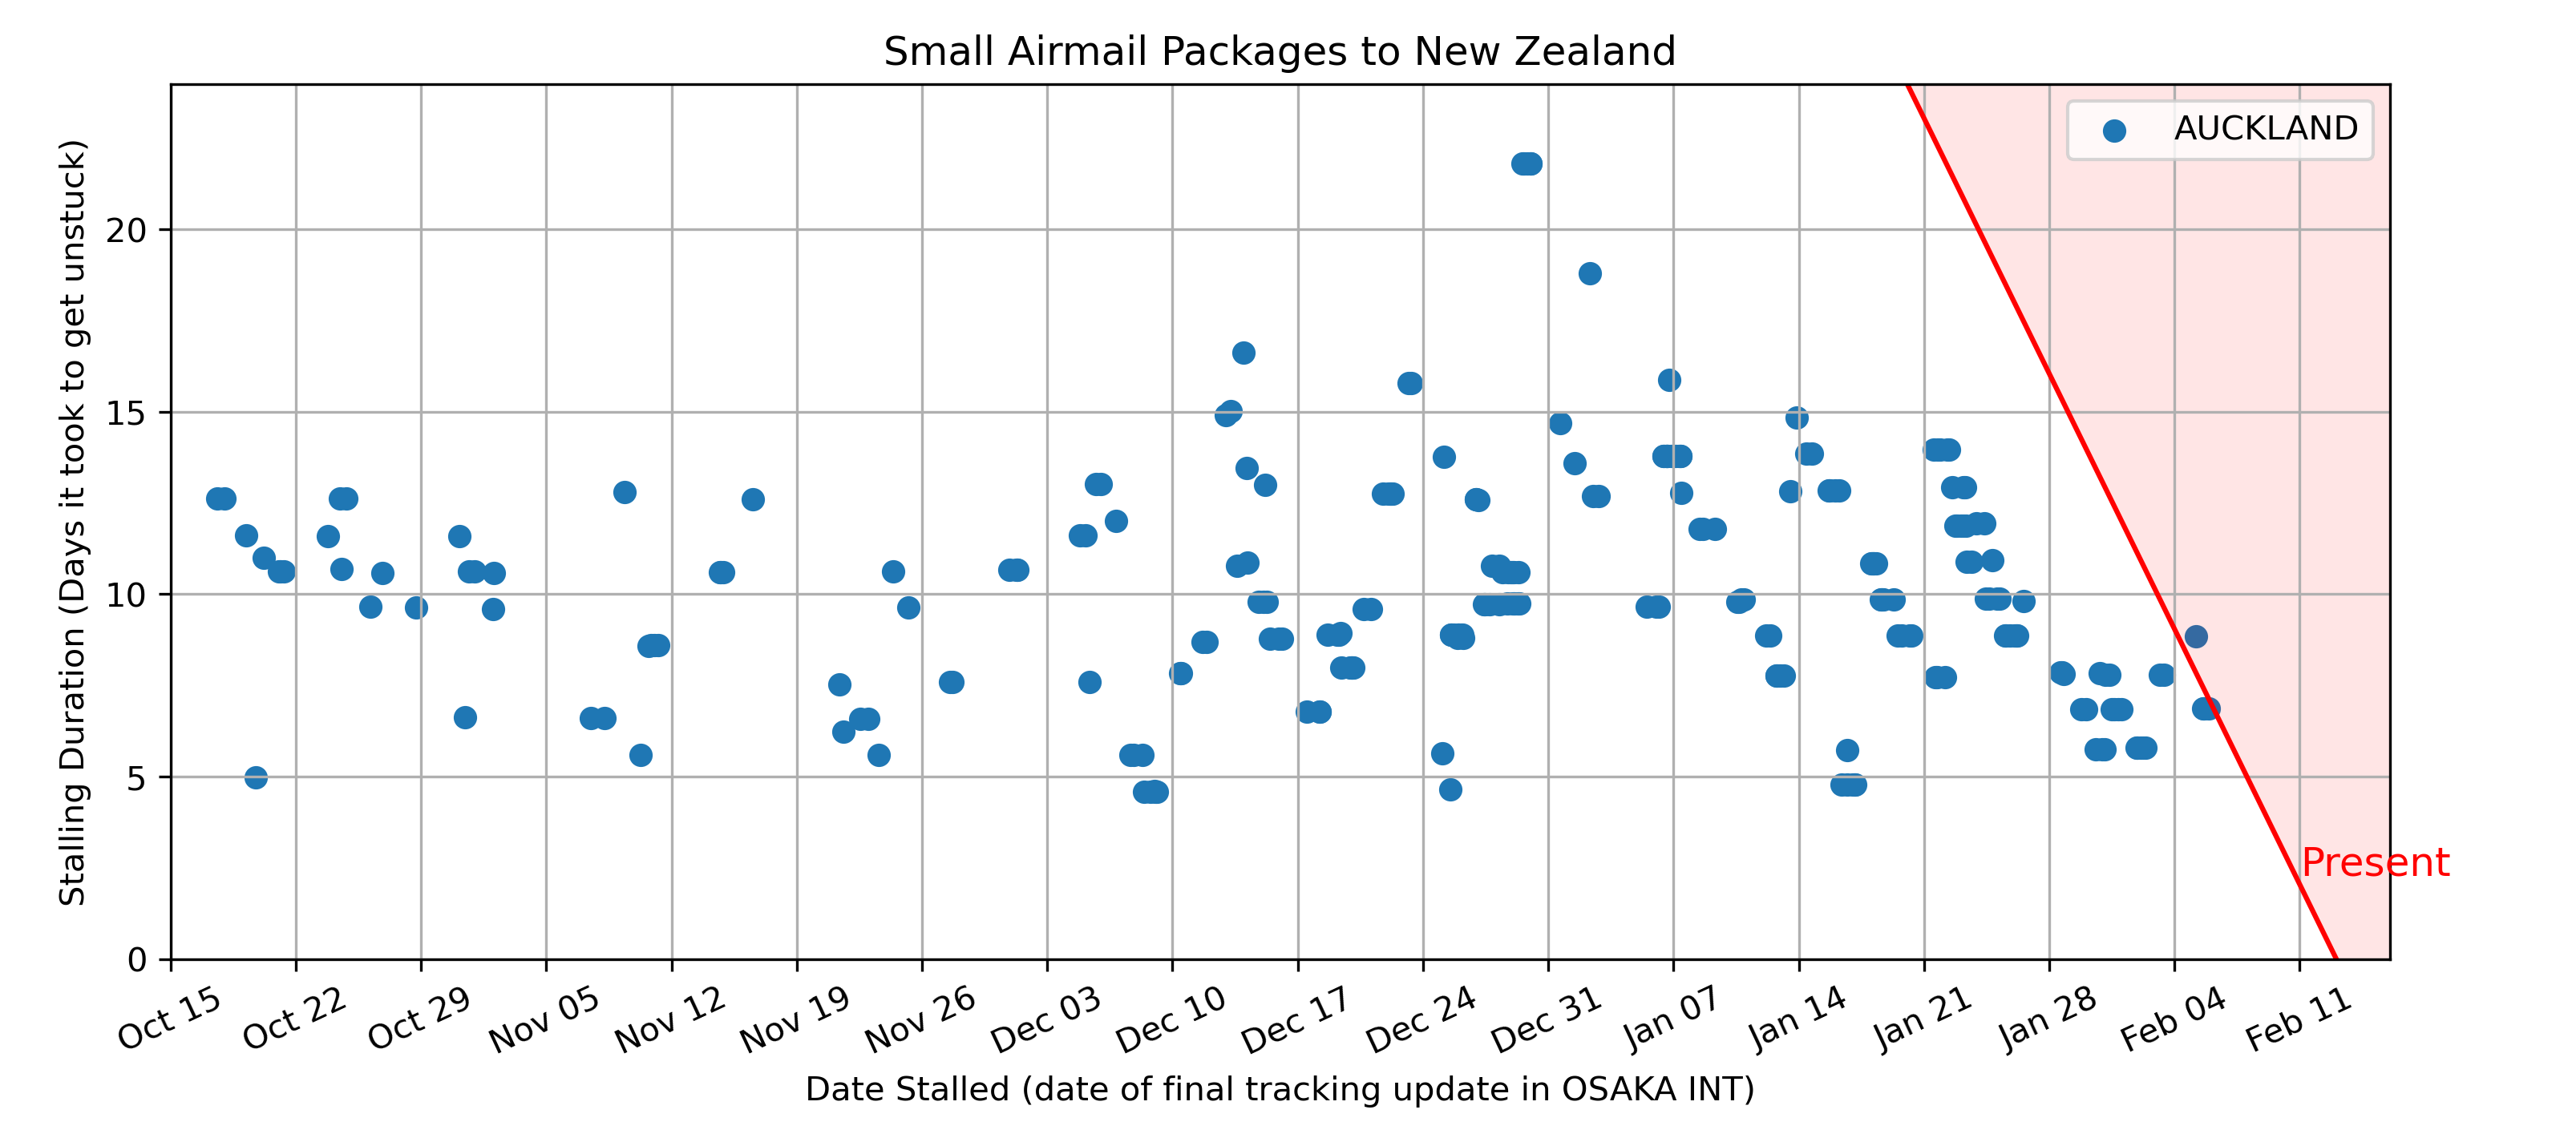 Small Airmail Packages to New Zealand
AUCKLAND
Stalling Duration (Days it took to get unstuck)
20
15
10
5
0
Present
Oct 15
Oct 22
Oct 29
Nov 05
Nov 12
Nov 19
Nov 26
Dec 03
Dec 10
Dec 17
Dec 24
Dec 31
Jan 07
Jan 14
Jan 21
Jan 28
Feb 04
Feb 11
Date Stalled (date of final tracking update in OSAKA INT)